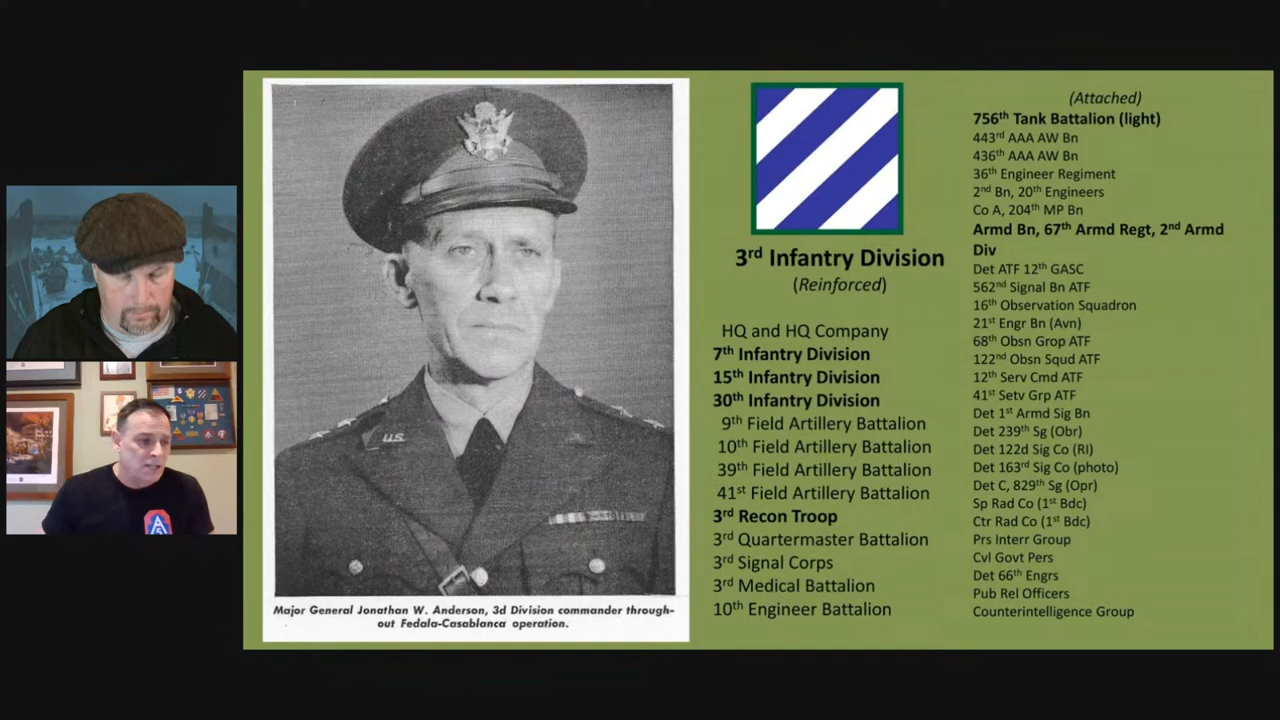 U.S.
Major General Jonathan W. Anderson, 3d Division commander through-
out Fedala-Casablanca operation.
3rd Infantry Division
(Reinforced)
HQ and HQ Company
7th Infantry Division
15th Infantry Division
30th Infantry Division
9th Field Artillery Battalion
10th Field Artillery Battalion
39th Field Artillery Battalion
41st Field Artillery Battalion
3rd Recon Troop
3rd Quartermaster Battalion
3rd Signal Corps
3rd Medical Battalion
10th Engineer Battalion
(Attached)
756th Tank Battalion (light)
443rd AAA AW Bn
436th AAA AW Bn
36th Engineer Regiment
2nd Bn, 20th Engineers
Co A, 204th MP Bn
Armd Bn, 67th Armd Regt, 2nd Armd
Div
Det ATF 12th GASC
562nd Signal Bn ATF
16th Observation Squadron
21st Engr Bn (Avn)
68th Obsn Grop ATF
122nd Obsn Squd ATF
12th Serv Cmd ATF
41st Setv Grp ATF
Det 1st Armd Sig Bn
Det 239th Sg (Obr)
Det 122d Sig Co (RI)
Det 163rd Sig Co (photo)
Det C, 829th Sg (Opr)
Sp Rad Co (1st Bdc)
Ctr Rad Co (1st Bdc)
Prs Interr Group
Cvl Govt Pers
Det 66th Engrs
Pub Rel Officers
Counterintelligence Group
A
5